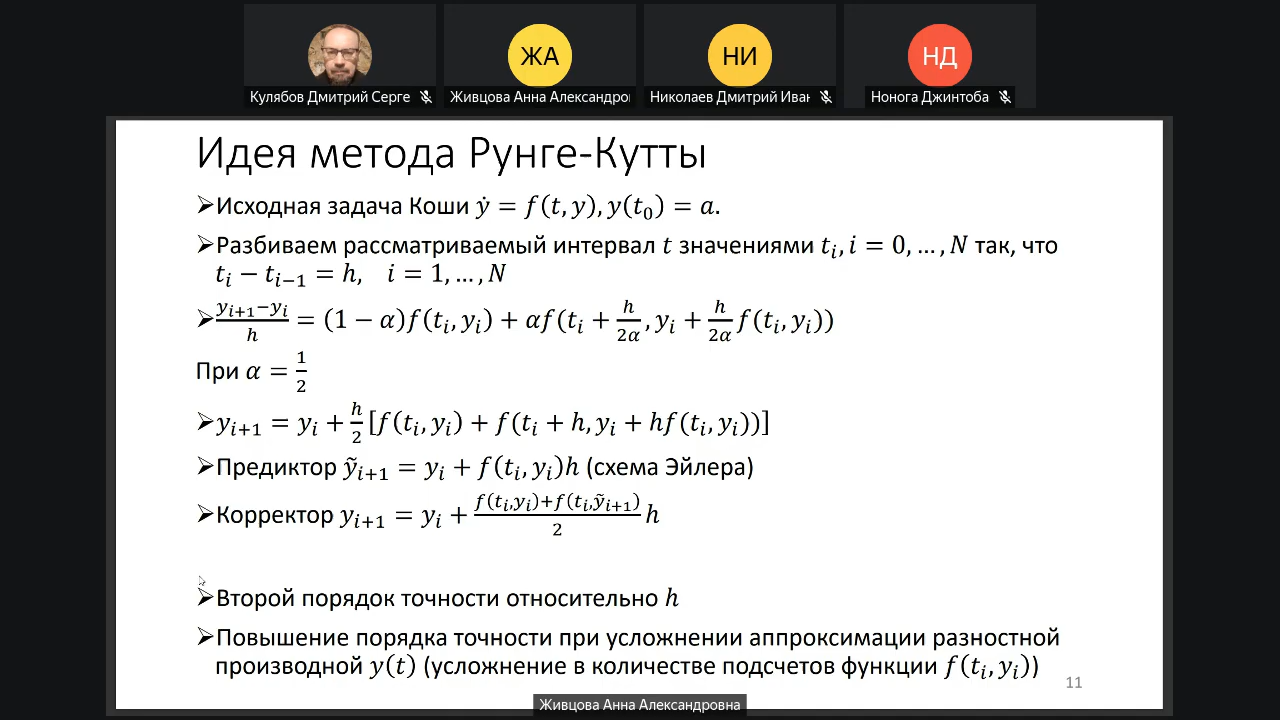 ЖА
НИ
НД
Кулябов Дмитрий Серге
Живцова Анна Александро
Николаев Дмитрий Иван
Нонога Джинтоба
Идея метода Рунге-Кутты
➢Исходная задача Коши ẏ = f(t, y), y(t₀) = a.
➢Разбиваем рассматриваемый интервал t значениями tᵢ, i = 0, … , N так, что
tᵢ − tᵢ₋₁ = h, i = 1, … , N
➢(yᵢ₊₁−yᵢ)/h = (1 − α)f(tᵢ, yᵢ) + αf(tᵢ + h/2α, yᵢ + h/2α f(tᵢ, yᵢ))
При α = 1/2
➢yᵢ₊₁ = yᵢ + h/2 [f(tᵢ, yᵢ) + f(tᵢ + h, yᵢ + hf(tᵢ, yᵢ))]
➢Предиктор ỹᵢ₊₁ = yᵢ + f(tᵢ, yᵢ)h (схема Эйлера)
➢Корректор yᵢ₊₁ = yᵢ + (f(tᵢ,yᵢ)+f(tᵢ,ỹᵢ₊₁))/2 h
➢Второй порядок точности относительно h
➢Повышение порядка точности при усложнении аппроксимации разностной
производной y(t) (усложнение в количестве подсчетов функции f(tᵢ, yᵢ))
11
Живцова Анна Александровна